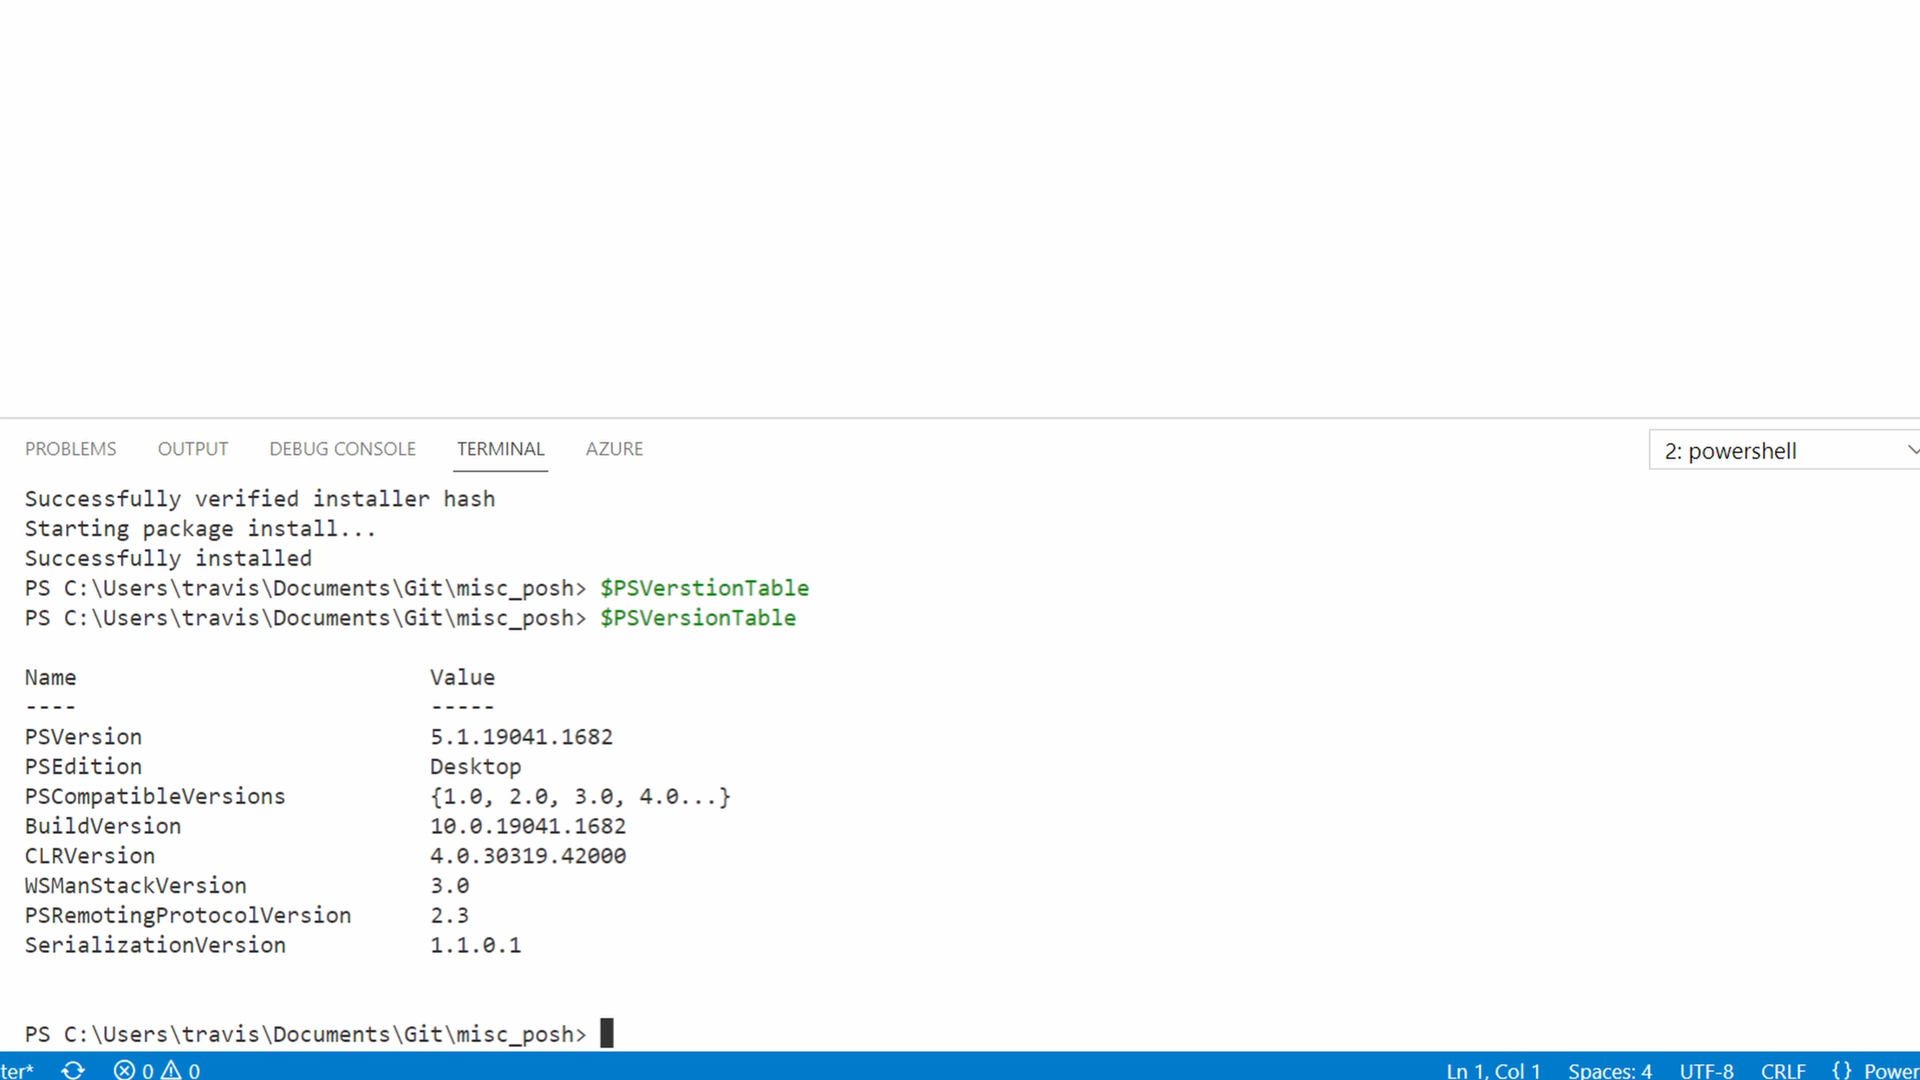 PROBLEMS OUTPUT DEBUG CONSOLE TERMINAL AZURE 2: powershell
Successfully verified installer hash
Starting package install...
Successfully installed
PS C:\Users\travis\Documents\Git\misc_posh> $PSVerstionTable
PS C:\Users\travis\Documents\Git\misc_posh> $PSVersionTable
Name Value
---- -----
PSVersion 5.1.19041.1682
PSEdition Desktop
PSCompatibleVersions {1.0, 2.0, 3.0, 4.0...}
BuildVersion 10.0.19041.1682
CLRVersion 4.0.30319.42000
WSManStackVersion 3.0
PSRemotingProtocolVersion 2.3
SerializationVersion 1.1.0.1
PS C:\Users\travis\Documents\Git\misc_posh>
ter* 0 0 Ln 1, Col 1 Spaces: 4 UTF-8 CRLF {} Power